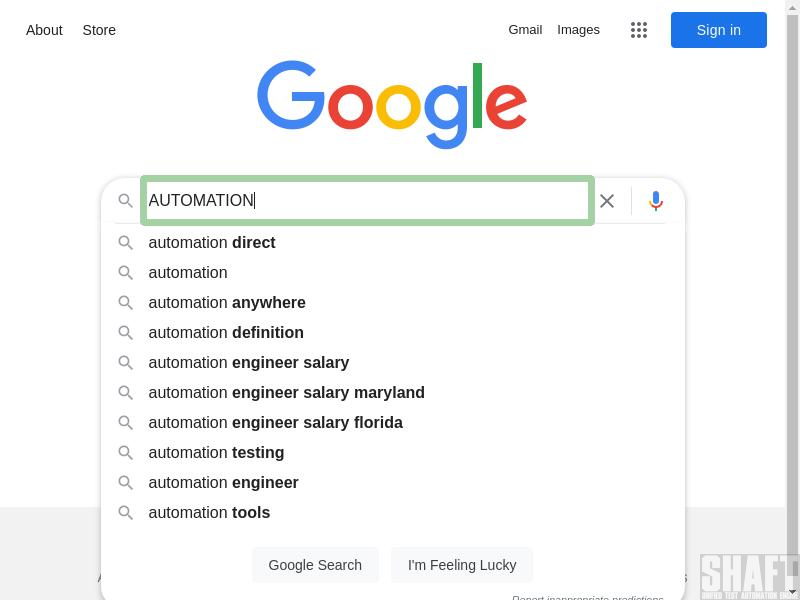 About Store Gmail Images Sign in
Google
AUTOMATION
automation direct
automation
automation anywhere
automation definition
automation engineer salary
automation engineer salary maryland
automation engineer salary florida
automation testing
automation engineer
automation tools
Google Search I'm Feeling Lucky
Report inappropriate predictions
SHAFT